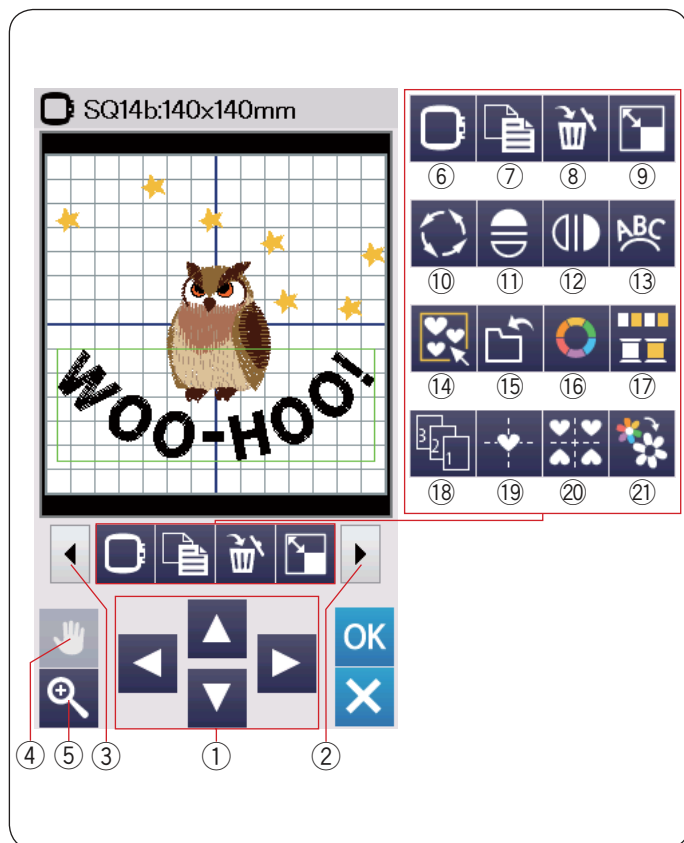 SQ14b:140x140mm
⑥ ⑦ ⑧ ⑨
ABC
⑩ ⑪ ⑫ ⑬
WOO-HOO!
⑭ ⑮ ⑯ ⑰
3 2 1
⑱ ⑲ ⑳ ㉑
OK
④ ⑤ ③ ① ②